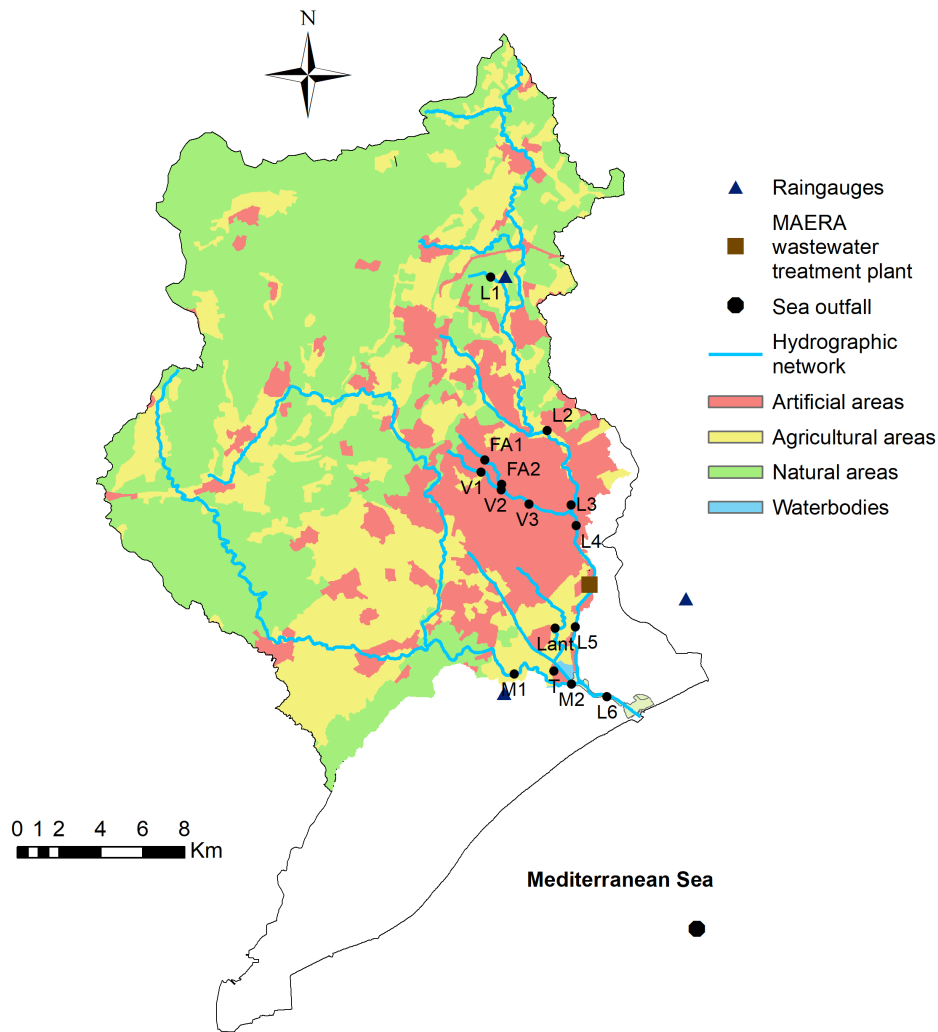 N
Raingauges
MAERA
wastewater
treatment plant
Sea outfall
Hydrographic
network
Artificial areas
Agricultural areas
Natural areas
Waterbodies
L1
L2
FA1
FA2
V1
V2
V3
L3
L4
Lant
L5
M1
T
M2
L6
0 1 2 4 6 8
Km
Mediterranean Sea